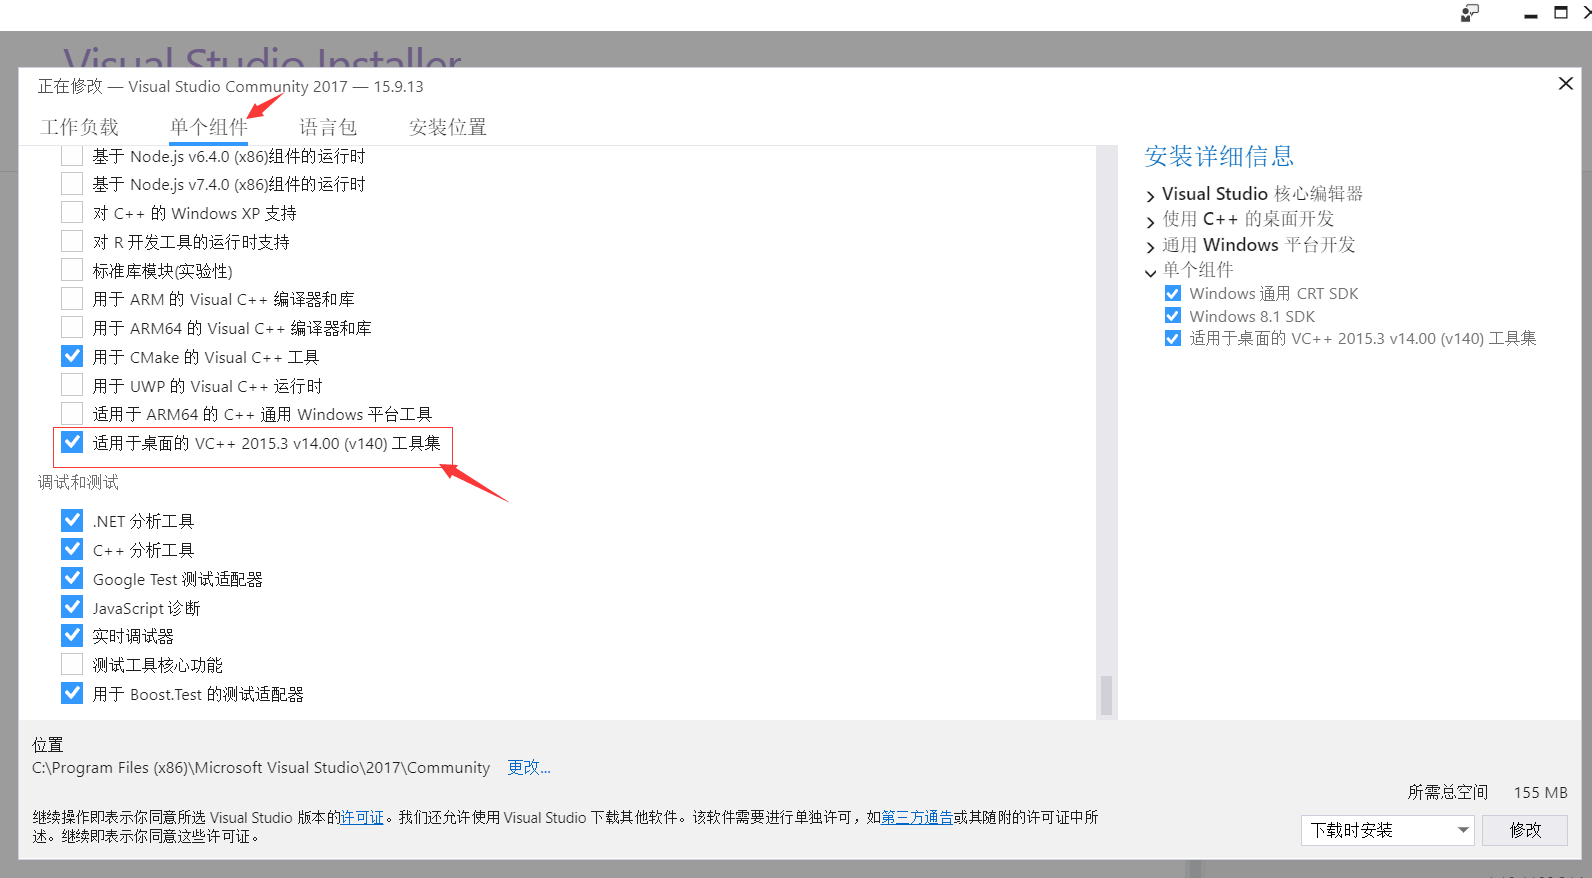 Visual Studio Installer
正在修改 — Visual Studio Community 2017 — 15.9.13
工作负载 单个组件 语言包 安装位置
基于 Node.js v6.4.0 (x86)组件的运行时
基于 Node.js v7.4.0 (x86)组件的运行时
对 C++ 的 Windows XP 支持
对 R 开发工具的运行时支持
标准库模块(实验性)
用于 ARM 的 Visual C++ 编译器和库
用于 ARM64 的 Visual C++ 编译器和库
用于 CMake 的 Visual C++ 工具
用于 UWP 的 Visual C++ 运行时
适用于 ARM64 的 C++ 通用 Windows 平台工具
适用于桌面的 VC++ 2015.3 v14.00 (v140) 工具集
调试和测试
.NET 分析工具
C++ 分析工具
Google Test 测试适配器
JavaScript 诊断
实时调试器
测试工具核心功能
用于 Boost.Test 的测试适配器
安装详细信息
Visual Studio 核心编辑器
使用 C++ 的桌面开发
通用 Windows 平台开发
单个组件
Windows 通用 CRT SDK
Windows 8.1 SDK
适用于桌面的 VC++ 2015.3 v14.00 (v140) 工具集
位置
C:\Program Files (x86)\Microsoft Visual Studio\2017\Community 更改...
所需总空间 155 MB
继续操作即表示你同意所选 Visual Studio 版本的许可证。我们还允许使用 Visual Studio 下载其他软件。该软件需要进行单独许可，如第三方通告或其随附的许可证中所
述。继续即表示你同意这些许可证。
下载时安装 修改